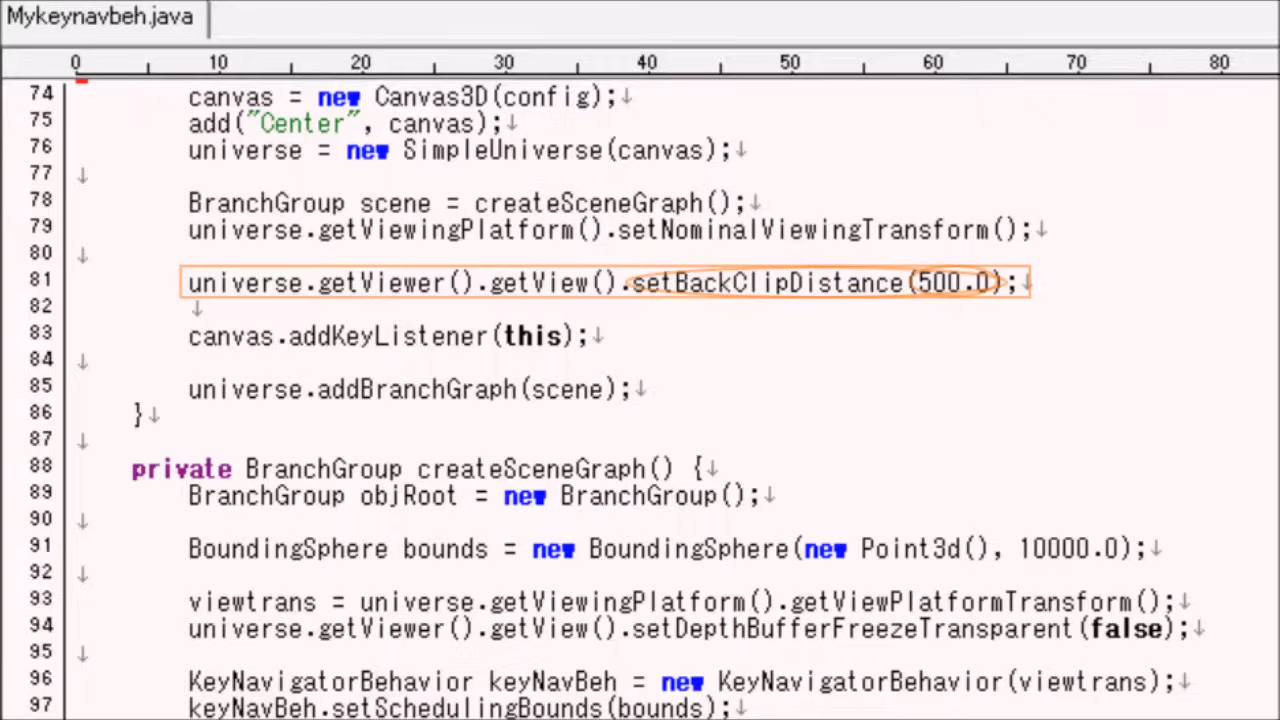 Mykeynavbeh.java
0 10 20 30 40 50 60 70 80
74 canvas = new Canvas3D(config);↓
75 add("Center", canvas);↓
76 universe = new SimpleUniverse(canvas);↓
77 ↓
78 BranchGroup scene = createSceneGraph();↓
79 universe.getViewingPlatform().setNominalViewingTransform();↓
80 ↓
81 universe.getViewer().getView().setBackClipDistance(500.0);↓
82 ↓
83 canvas.addKeyListener(this);↓
84 ↓
85 universe.addBranchGraph(scene);↓
86 }↓
87 ↓
88 private BranchGroup createSceneGraph() {↓
89 BranchGroup objRoot = new BranchGroup();↓
90 ↓
91 BoundingSphere bounds = new BoundingSphere(new Point3d(), 10000.0);↓
92 ↓
93 viewtrans = universe.getViewingPlatform().getViewPlatformTransform();↓
94 universe.getViewer().getView().setDepthBufferFreezeTransparent(false);↓
95 ↓
96 KeyNavigatorBehavior keyNavBeh = new KeyNavigatorBehavior(viewtrans);↓
97 keyNavBeh.setSchedulingBounds(bounds);↓